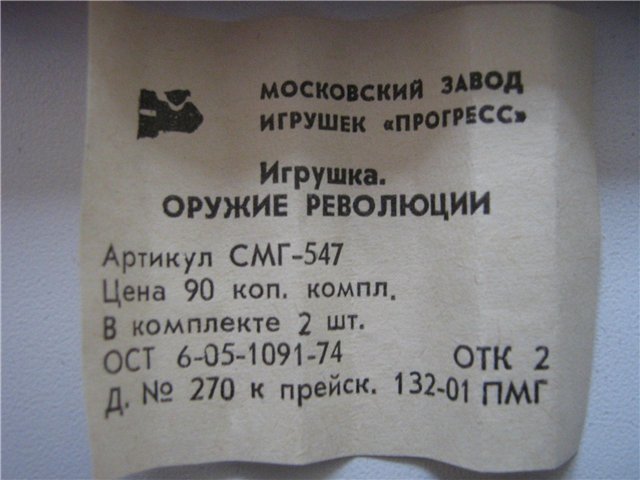 МОСКОВСКИЙ ЗАВОД
ИГРУШЕК «ПРОГРЕСС»
Игрушка.
ОРУЖИЕ РЕВОЛЮЦИИ
Артикул СМГ-547
Цена 90 коп. компл.
В комплекте 2 шт.
ОСТ 6-05-1091-74 ОТК 2
Д. № 270 к прейск. 132-01 ПМГ